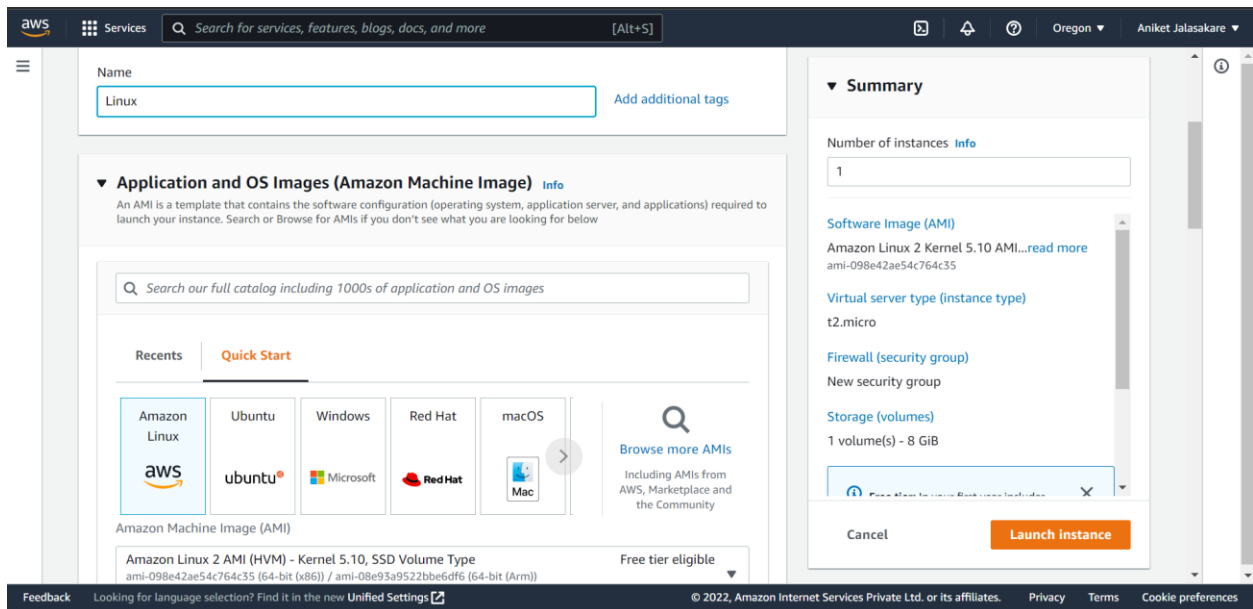 aws
Services
Search for services, features, blogs, docs, and more
[Alt+S]
Oregon ▼
Aniket Jalasakare ▼
Name
Linux
Add additional tags
▼ Application and OS Images (Amazon Machine Image) Info
An AMI is a template that contains the software configuration (operating system, application server, and applications) required to
launch your instance. Search or Browse for AMIs if you don't see what you are looking for below
Search our full catalog including 1000s of application and OS images
Recents
Quick Start
Amazon
Linux
aws
Ubuntu
ubuntu®
Windows
Microsoft
Red Hat
Red Hat
macOS
Mac
Browse more AMIs
Including AMIs from
AWS, Marketplace and
the Community
Amazon Machine Image (AMI)
Amazon Linux 2 AMI (HVM) - Kernel 5.10, SSD Volume Type
Free tier eligible
ami-098e42ae54c764c35 (64-bit (x86)) / ami-08e93a9522bbe6df6 (64-bit (Arm))
▼ Summary
Number of instances Info
1
Software Image (AMI)
Amazon Linux 2 Kernel 5.10 AMI...read more
ami-098e42ae54c764c35
Virtual server type (instance type)
t2.micro
Firewall (security group)
New security group
Storage (volumes)
1 volume(s) - 8 GiB
Free tier: In your first year includes
Cancel
Launch instance
Feedback
Looking for language selection? Find it in the new Unified Settings
© 2022, Amazon Internet Services Private Ltd. or its affiliates.
Privacy
Terms
Cookie preferences